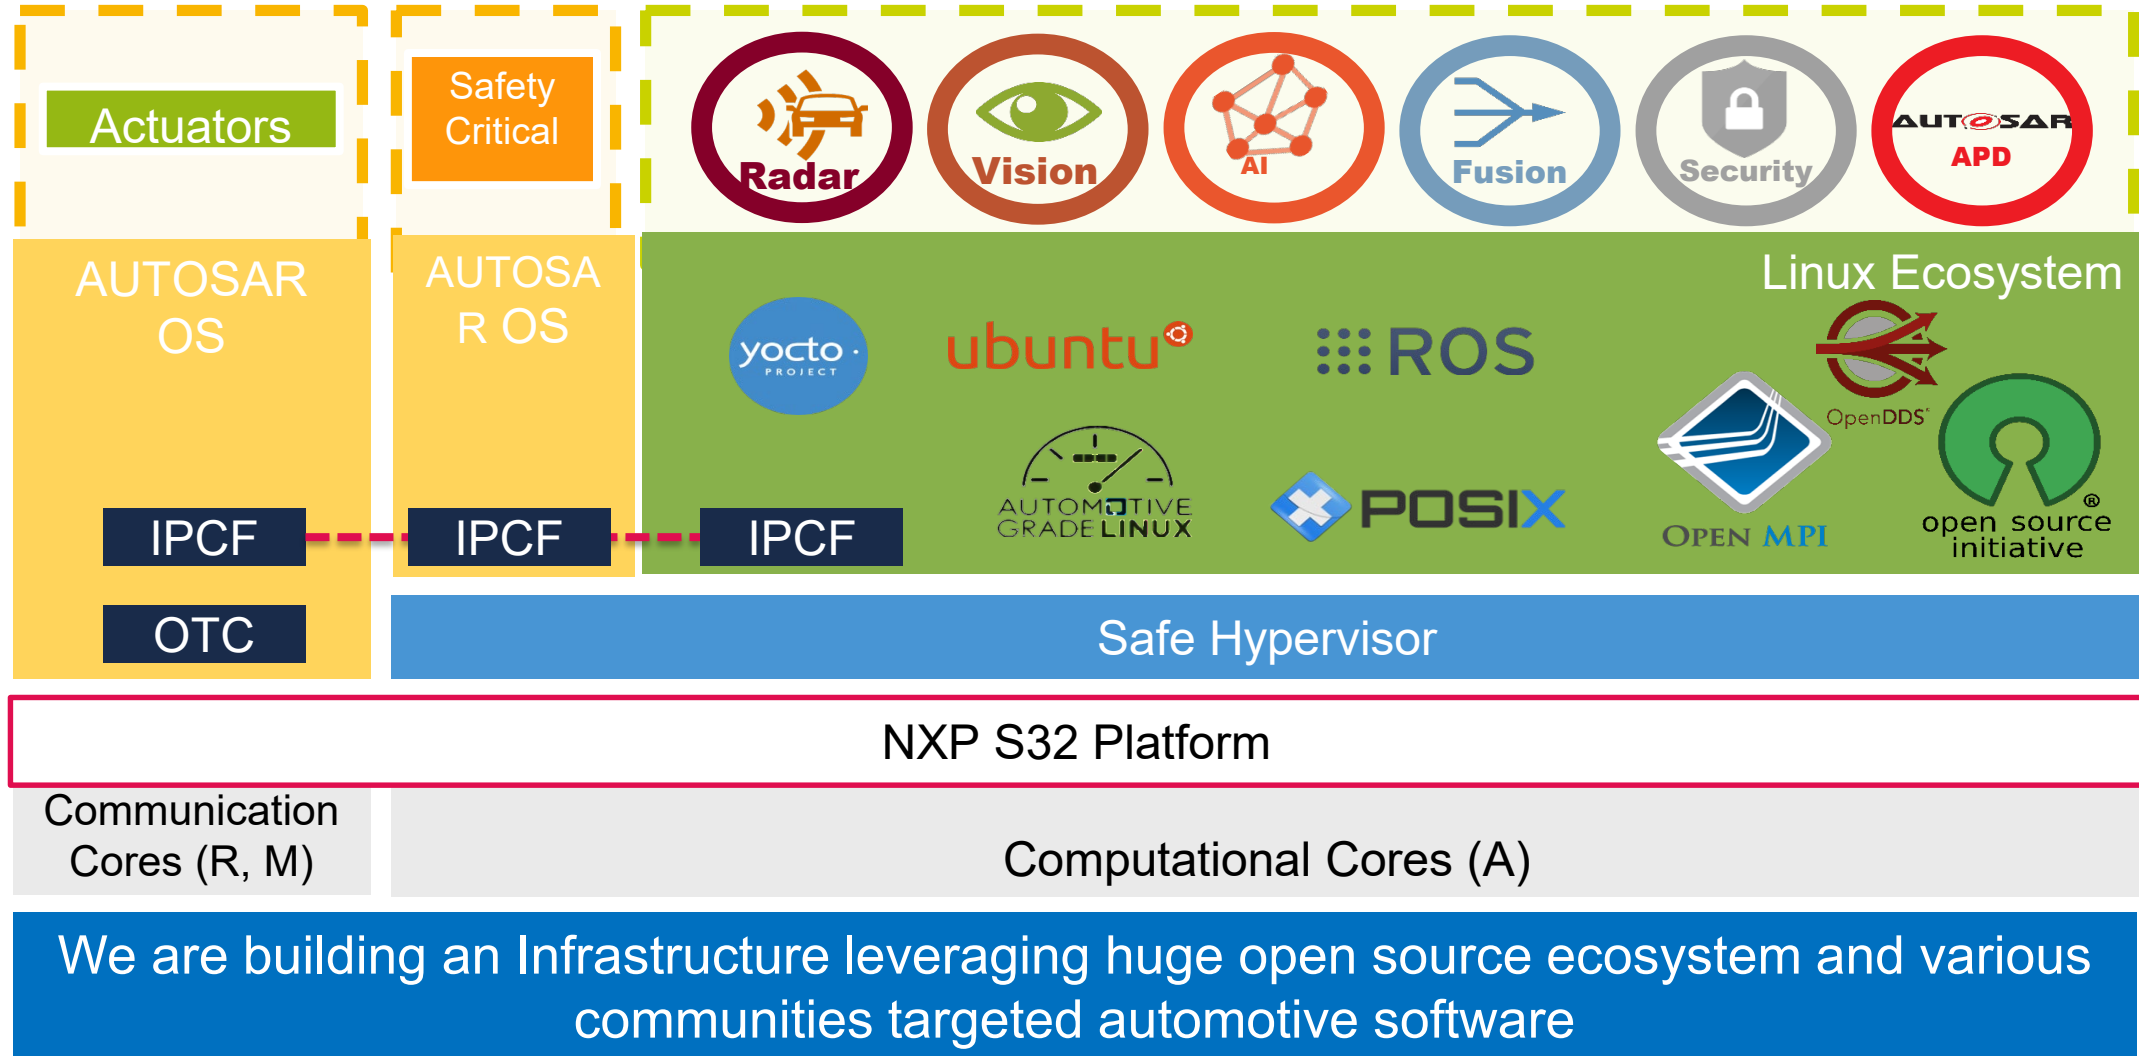 Actuators
Safety
Critical
Radar
Vision
AI
Fusion
Security
AUTOSAR
APD
AUTOSAR
OS
AUTOSA
R OS
Linux Ecosystem
yocto
PROJECT
ubuntu
ROS
OpenDDS
AUTOMOTIVE
GRADE LINUX
POSIX
OPEN MPI
®
open source
initiative
IPCF
IPCF
IPCF
OTC
Safe Hypervisor
NXP S32 Platform
Communication
Cores (R, M)
Computational Cores (A)
We are building an Infrastructure leveraging huge open source ecosystem and various
communities targeted automotive software